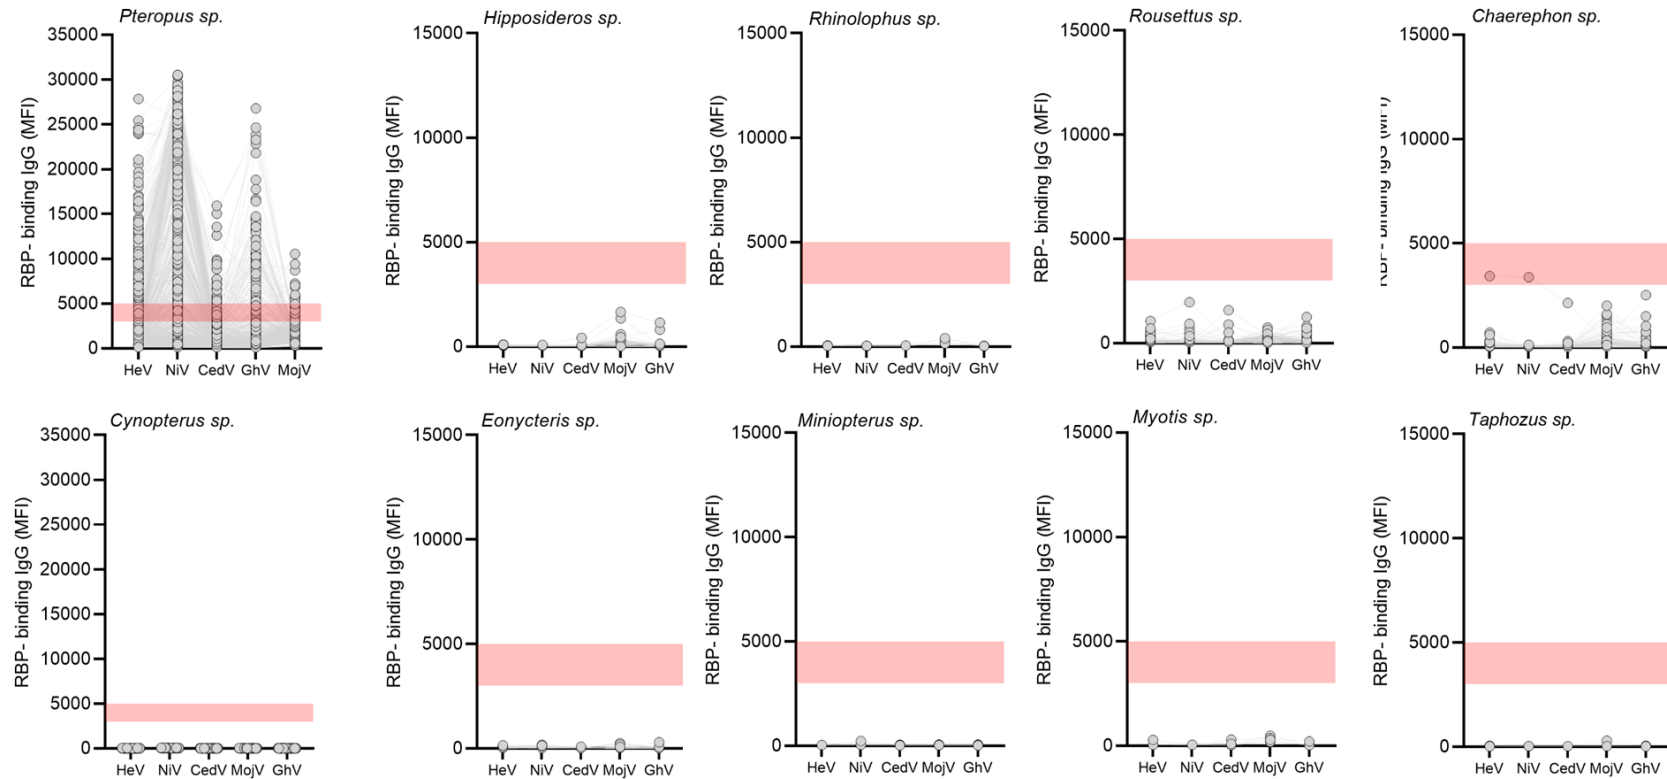 Pteropus sp.
RBP- binding IgG (MFI)
35000
30000
25000
20000
15000
10000
5000
0
HeV NiV CedV GhV MojV
Hipposideros sp.
RBP- binding IgG (MFI)
15000
10000
5000
0
HeV NiV CedV MojV GhV
Rhinolophus sp.
RBP- binding IgG (MFI)
15000
10000
5000
0
HeV NiV CedV MojV GhV
Rousettus sp.
RBP- binding IgG (MFI)
15000
10000
5000
0
HeV NiV CedV MojV GhV
Chaerephon sp.
RBP- binding IgG (MFI)
15000
10000
5000
0
HeV NiV CedV MojV GhV
Cynopterus sp.
RBP- binding IgG (MFI)
35000
30000
25000
20000
15000
10000
5000
0
HeV NiV CedV MojV GhV
Eonycteris sp.
RBP- binding IgG (MFI)
15000
10000
5000
0
HeV NiV CedV MojV GhV
Miniopterus sp.
RBP- binding IgG (MFI)
15000
10000
5000
0
HeV NiV CedV MojV GhV
Myotis sp.
RBP- binding IgG (MFI)
15000
10000
5000
0
HeV NiV CedV MojV GhV
Taphozus sp.
RBP- binding IgG (MFI)
15000
10000
5000
0
HeV NiV CedV MojV GhV